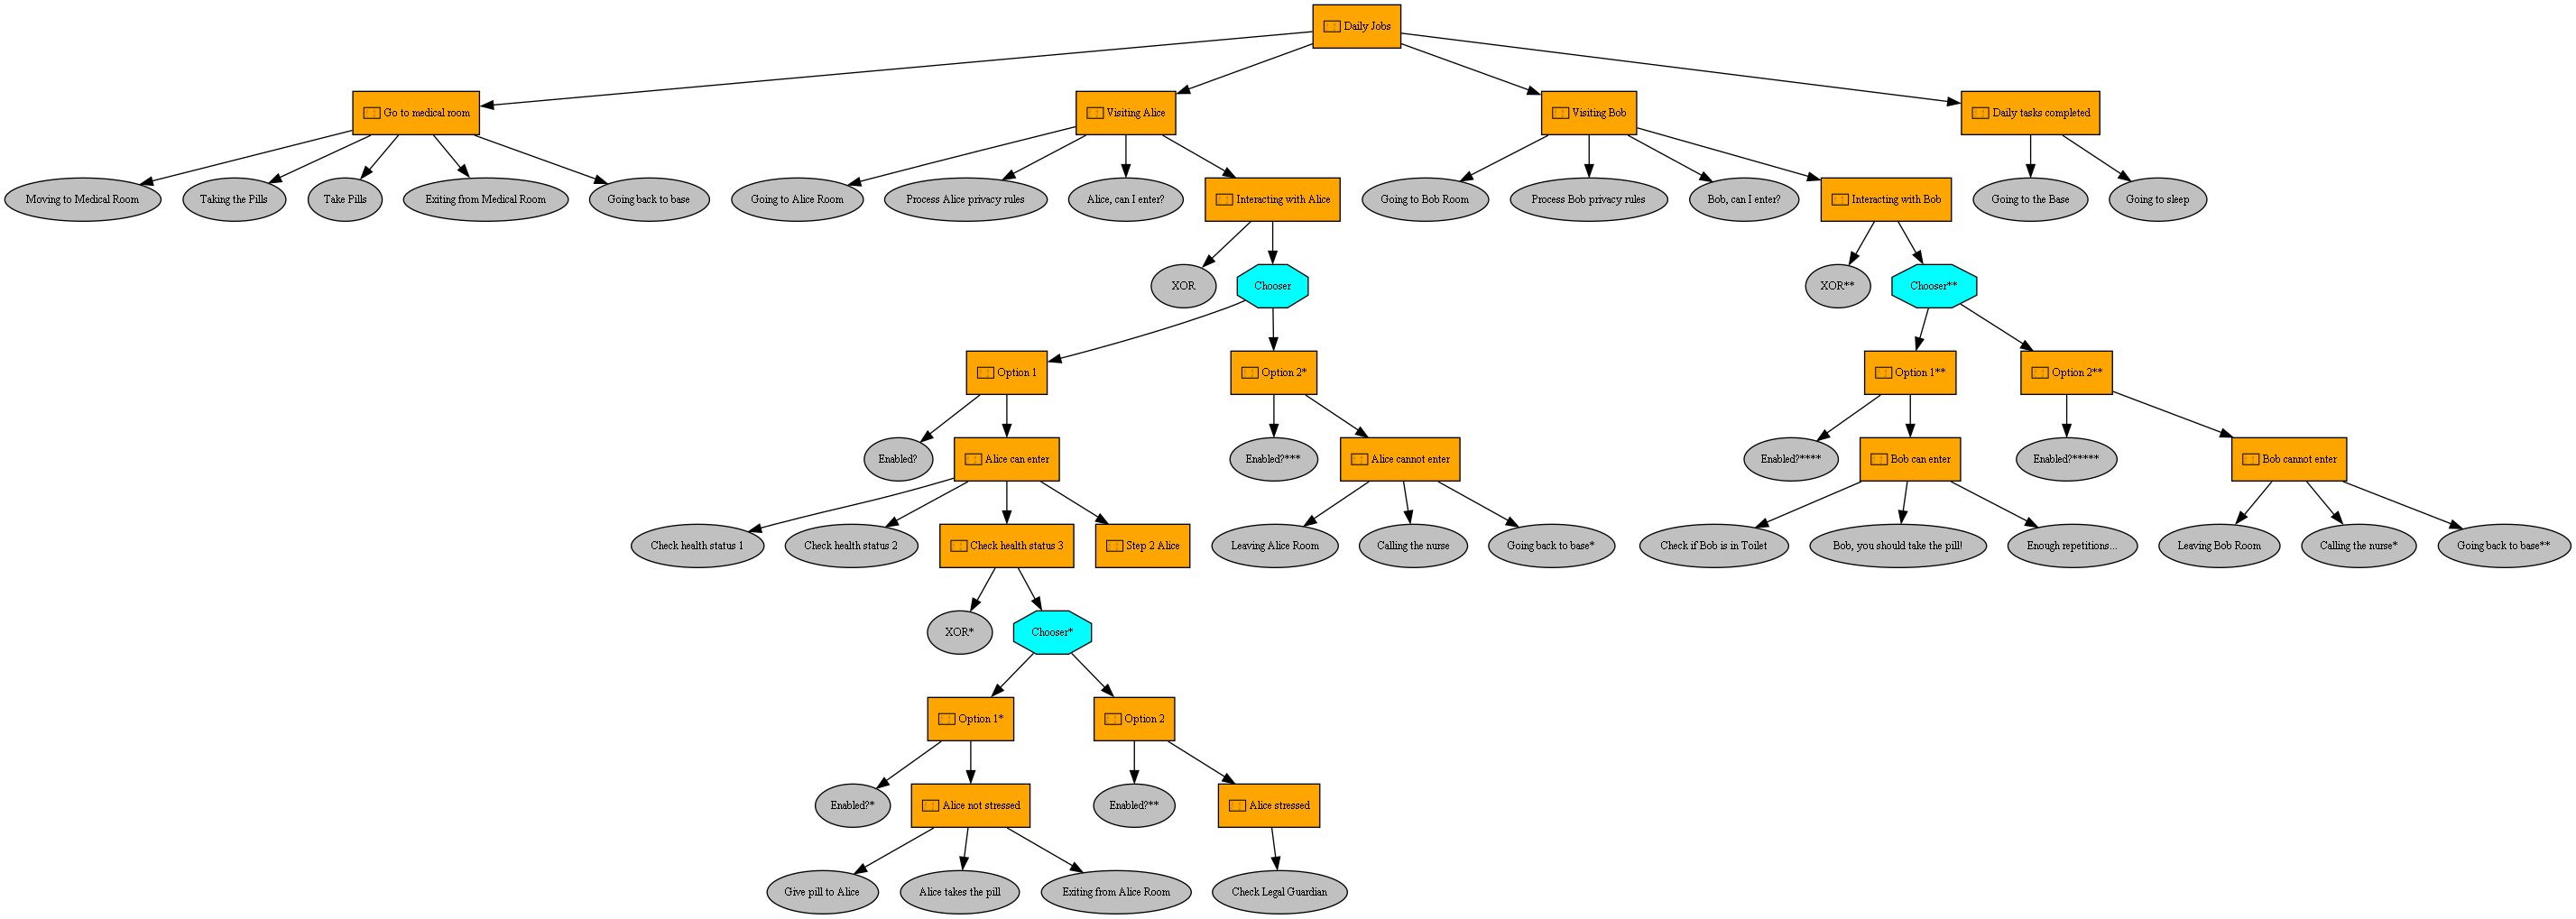 Daily Jobs
Go to medical room
Visiting Alice
Visiting Bob
Daily tasks completed
Moving to Medical Room
Taking the Pills
Take Pills
Exiting from Medical Room
Going back to base
Going to Alice Room
Process Alice privacy rules
Alice, can I enter?
Interacting with Alice
Going to Bob Room
Process Bob privacy rules
Bob, can I enter?
Interacting with Bob
Going to the Base
Going to sleep
XOR
Chooser
XOR**
Chooser**
Option 1
Option 2*
Option 1**
Option 2**
Enabled?
Alice can enter
Enabled?***
Alice cannot enter
Enabled?****
Bob can enter
Enabled?*****
Bob cannot enter
Check health status 1
Check health status 2
Check health status 3
Step 2 Alice
Leaving Alice Room
Calling the nurse
Going back to base*
Check if Bob is in Toilet
Bob, you should take the pill!
Enough repetitions...
Leaving Bob Room
Calling the nurse*
Going back to base**
XOR*
Chooser*
Option 1*
Option 2
Enabled?*
Alice not stressed
Enabled?**
Alice stressed
Give pill to Alice
Alice takes the pill
Exiting from Alice Room
Check Legal Guardian